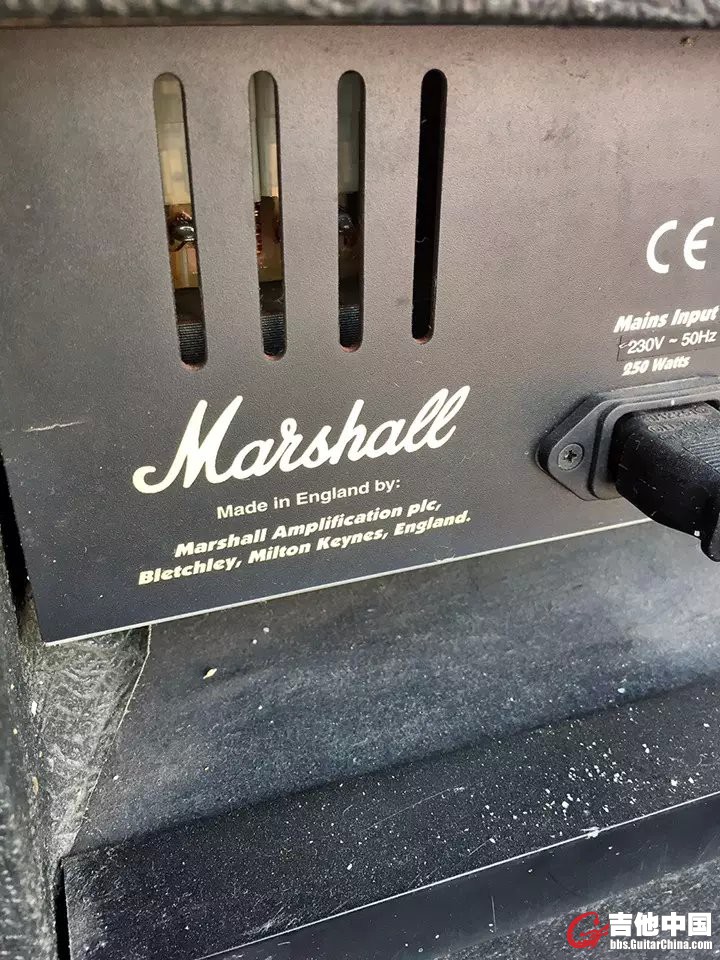 CE
Mains Input
230V ~ 50Hz
250 Watts
Marshall
Made in England by:
Marshall Amplification plc,
Bletchley, Milton Keynes, England.
吉他中国
bbs.GuitarChina.com